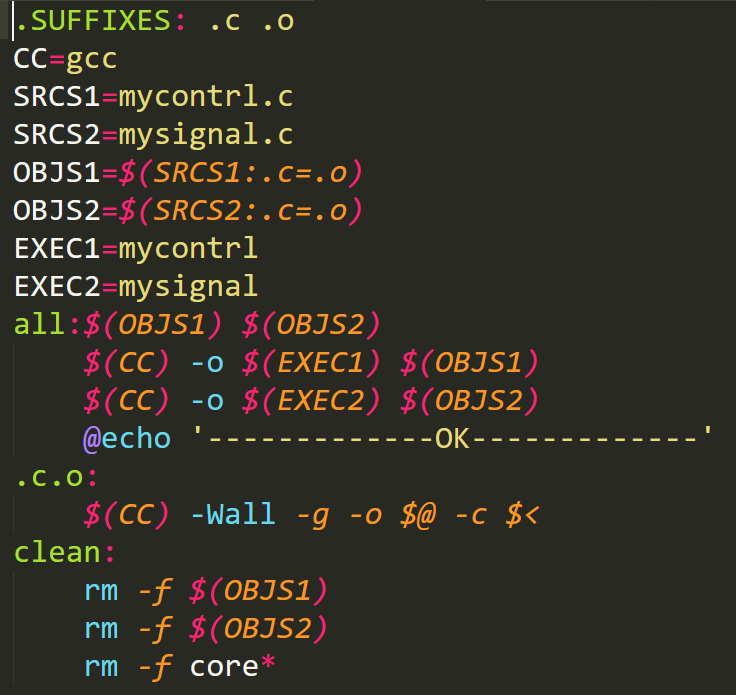 .SUFFIXES: .c .o
CC=gcc
SRCS1=mycontrl.c
SRCS2=mysignal.c
OBJS1=$(SRCS1:.c=.o)
OBJS2=$(SRCS2:.c=.o)
EXEC1=mycontrl
EXEC2=mysignal
all:$(OBJS1) $(OBJS2)
    $(CC) -o $(EXEC1) $(OBJS1)
    $(CC) -o $(EXEC2) $(OBJS2)
    @echo '-------------OK-------------'
.c.o:
    $(CC) -Wall -g -o $@ -c $<
clean:
    rm -f $(OBJS1)
    rm -f $(OBJS2)
    rm -f core*